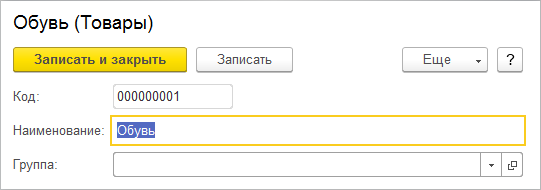 Обувь (Товары)
Записать и закрыть Записать Еще ?
Код: 000000001
Наименование: Обувь
Группа: